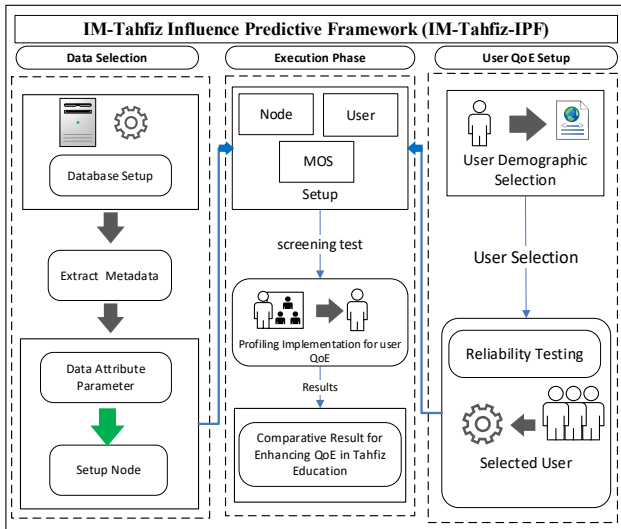 IM-Tahfiz Influence Predictive Framework (IM-Tahfiz-IPF)
Data Selection
Database Setup
Extract Metadata
Data Attribute
Parameter
Setup Node
Execution Phase
Node
User
MOS
Setup
screening test
Profiling Implementation for user
QoE
Results
Comparative Result for
Enhancing QoE in Tahfiz
Education
User QoE Setup
User Demographic
Selection
User Selection
Reliability Testing
Selected User